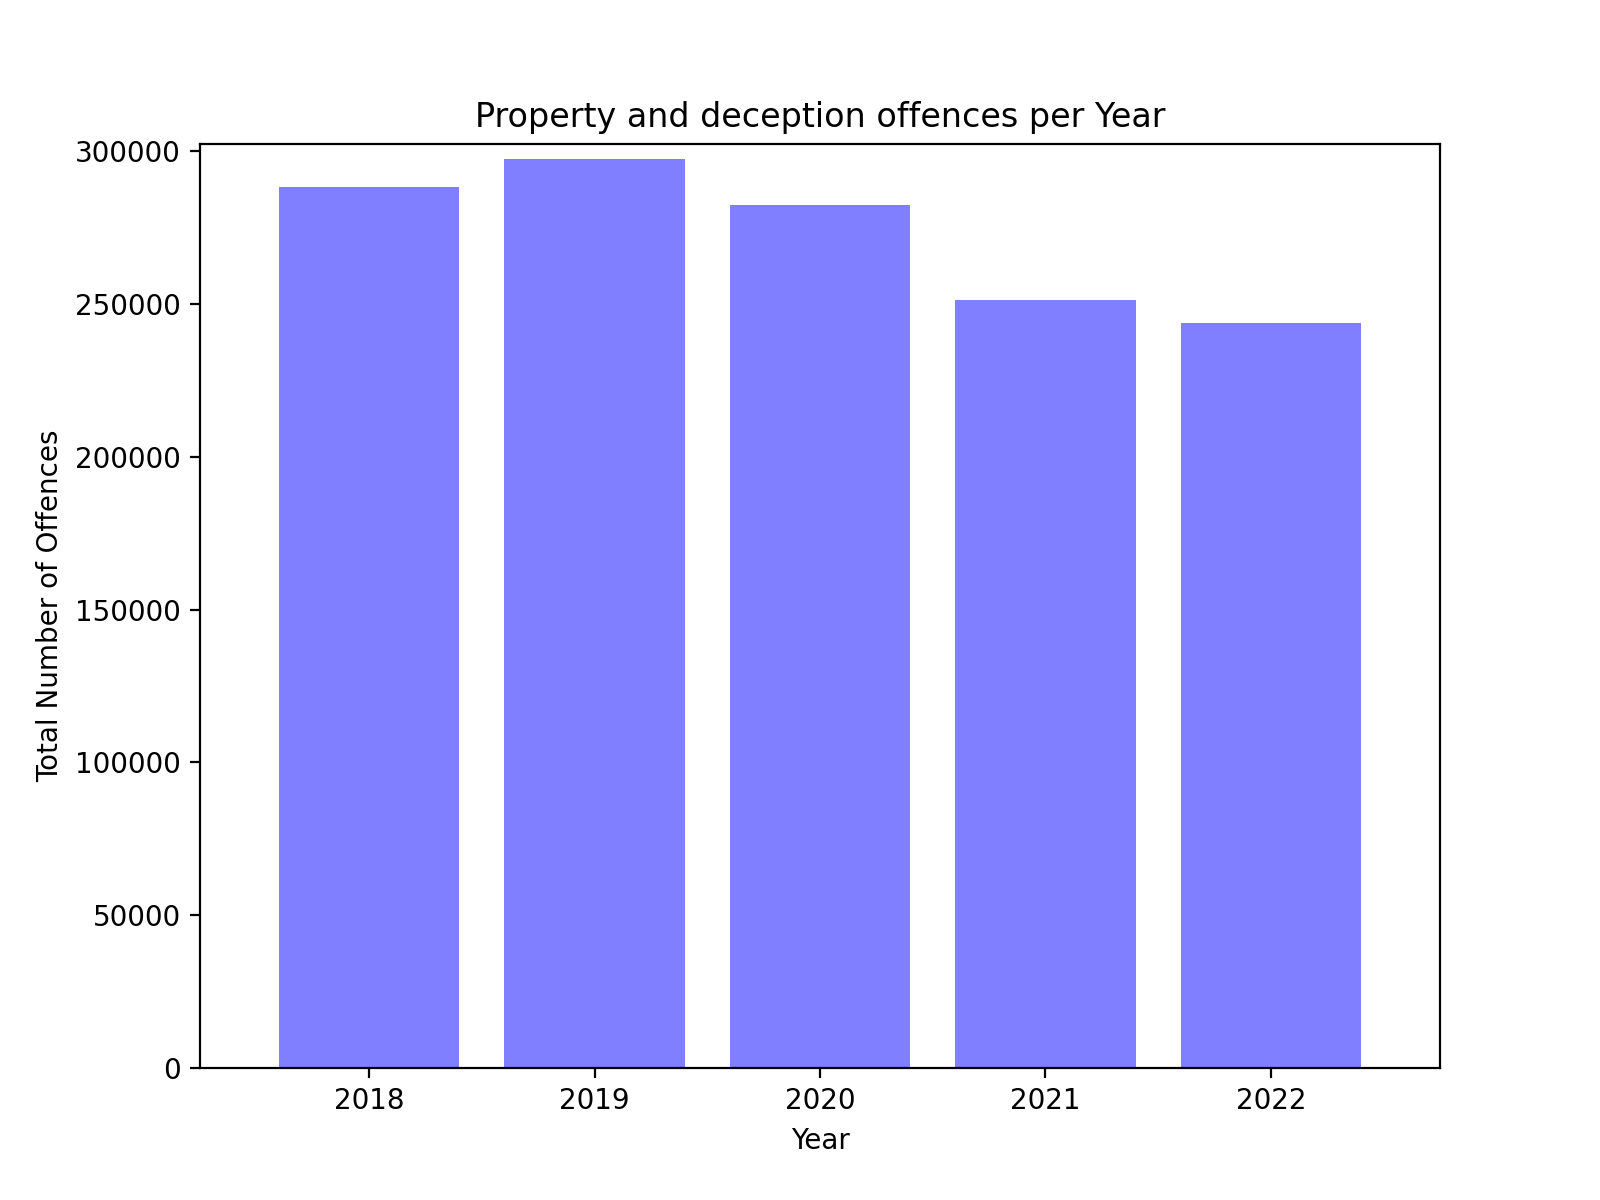 Property and deception offences per Year
300000
250000
200000
150000
100000
50000
0
Total Number of Offences
2018 2019 2020 2021 2022
Year